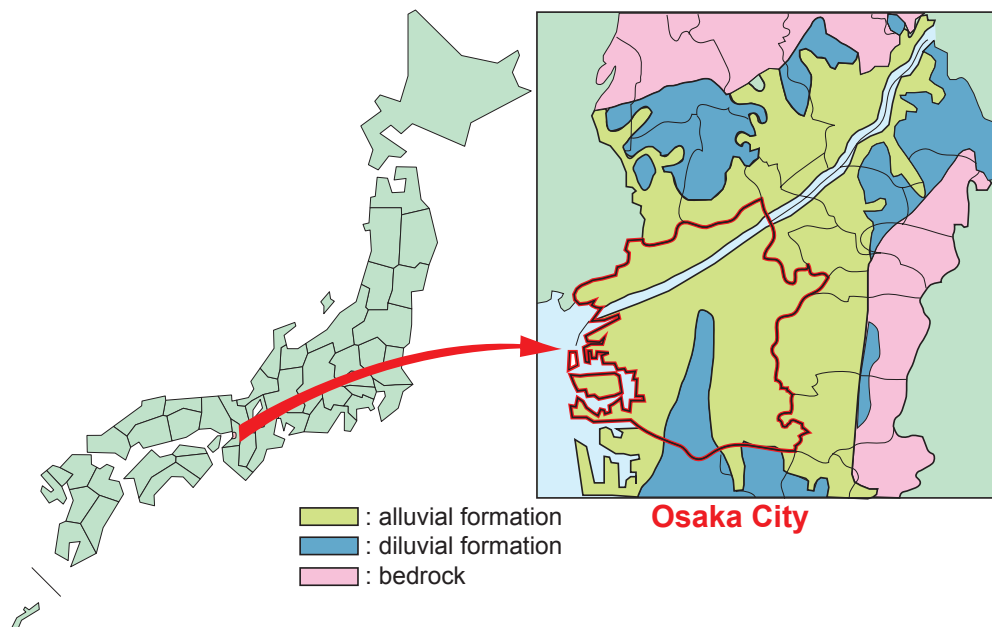 Osaka City
: alluvial formation
: diluvial formation
: bedrock